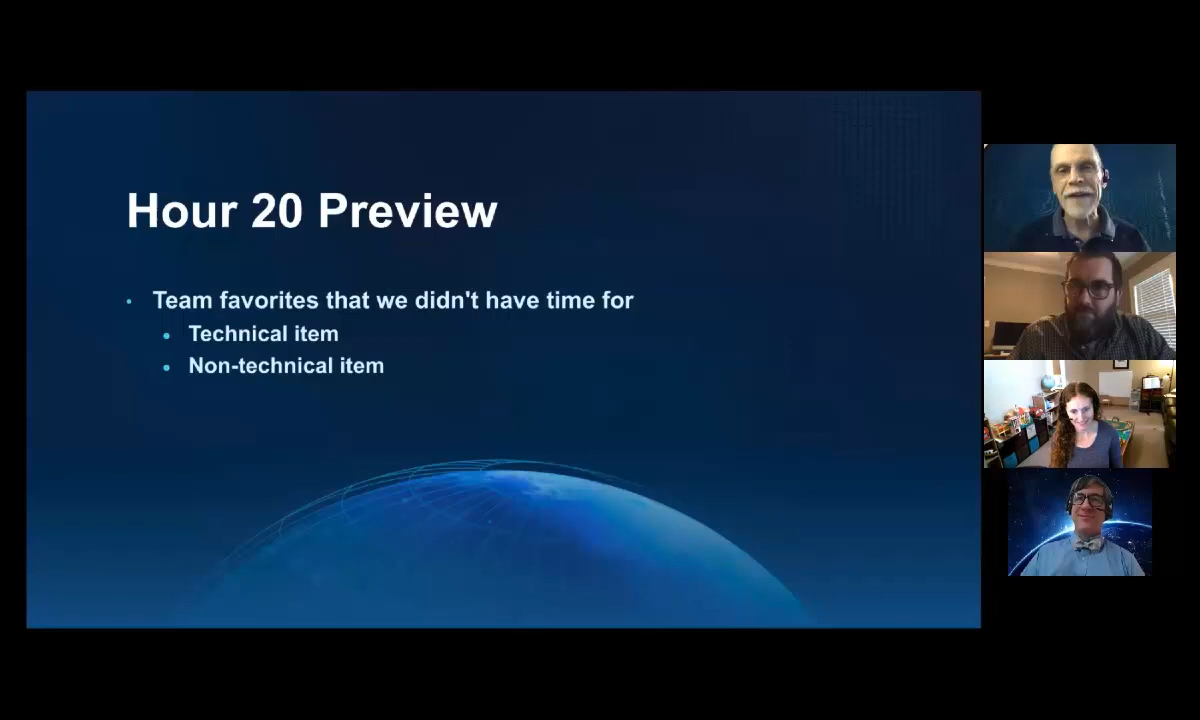 Hour 20 Preview
Team favorites that we didn't have time for
Technical item
Non-technical item